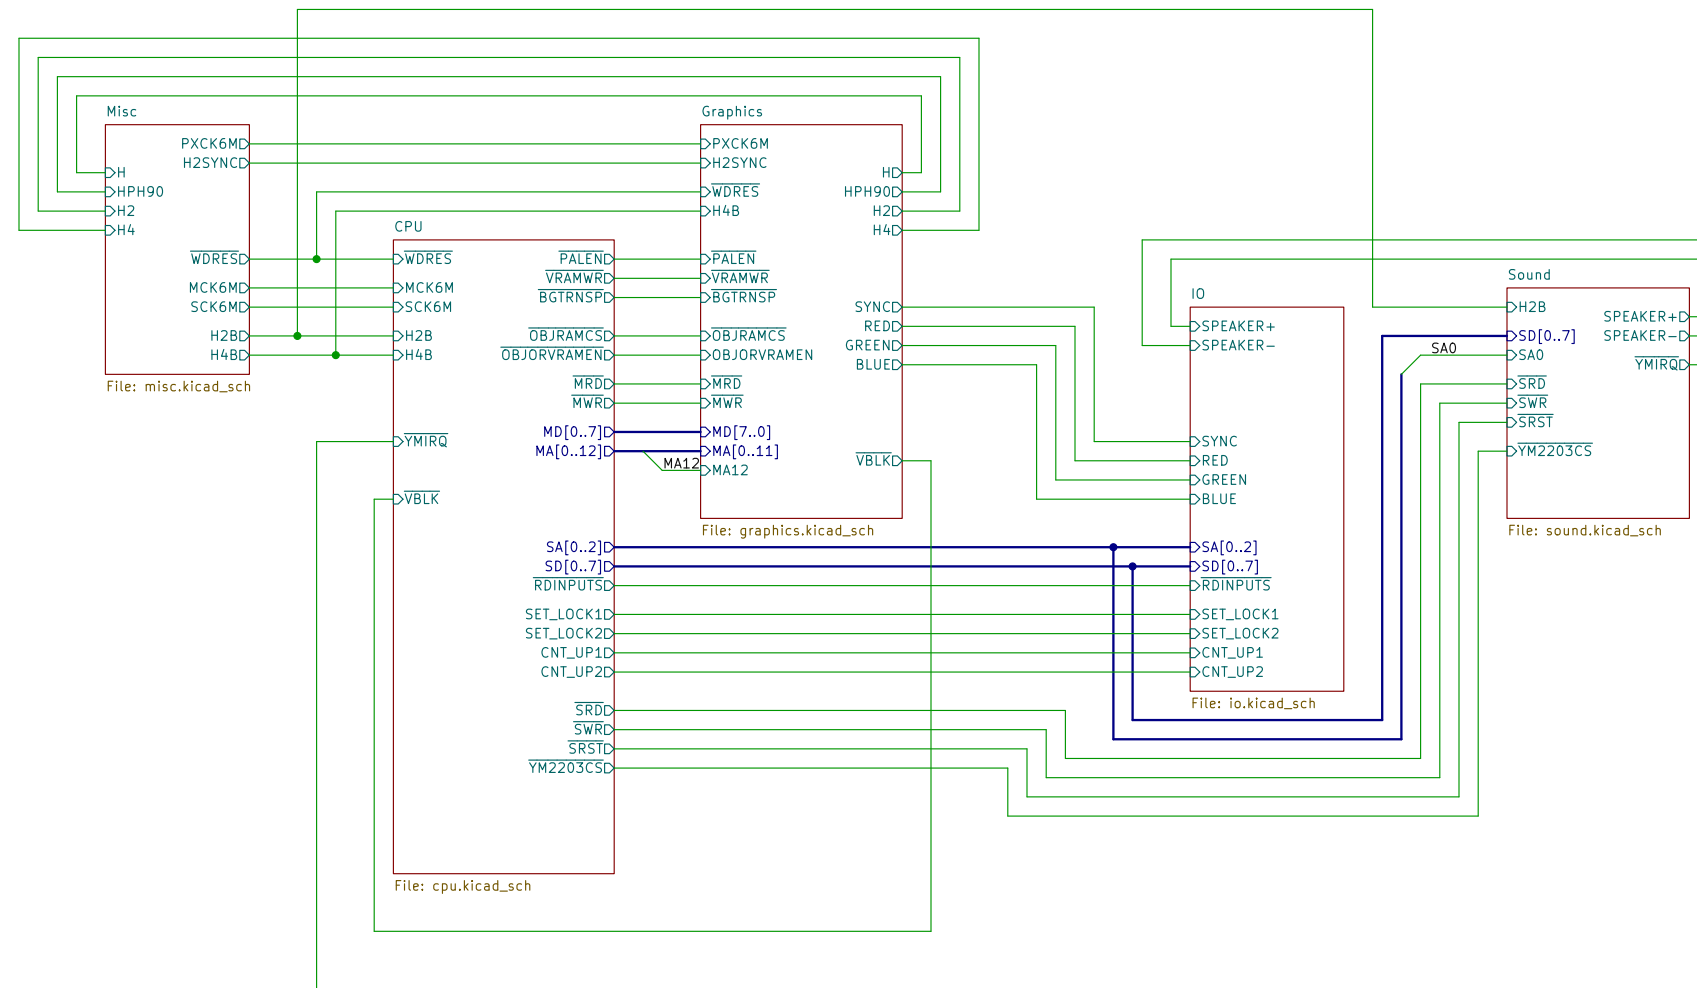 Misc
PXCK6M
H2SYNC
H
HPH90
H2
H4
WDRES
MCK6M
SCK6M
H2B
H4B
File: misc.kicad_sch
CPU
WDRES
MCK6M
SCK6M
H2B
H4B
YMIRQ
VBLK
PALEN
VRAMWR
BGTRNSP
OBJRAMCS
OBJORVRAMEN
MRD
MWR
MD[0..7]
MA[0..12]
SA[0..2]
SD[0..7]
RDINPUTS
SET_LOCK1
SET_LOCK2
CNT_UP1
CNT_UP2
SRD
SWR
SRST
YM2203CS
File: cpu.kicad_sch
MA12
Graphics
PXCK6M
H2SYNC
WDRES
H4B
PALEN
VRAMWR
BGTRNSP
OBJRAMCS
OBJORVRAMEN
MRD
MWR
MD[7..0]
MA[0..11]
MA12
H
HPH90
H2
H4
SYNC
RED
GREEN
BLUE
VBLK
File: graphics.kicad_sch
IO
SPEAKER+
SPEAKER-
SYNC
RED
GREEN
BLUE
SA[0..2]
SD[0..7]
RDINPUTS
SET_LOCK1
SET_LOCK2
CNT_UP1
CNT_UP2
File: io.kicad_sch
SA0
Sound
H2B
SD[0..7]
SA0
SRD
SWR
SRST
YM2203CS
SPEAKER+
SPEAKER-
YMIRQ
File: sound.kicad_sch